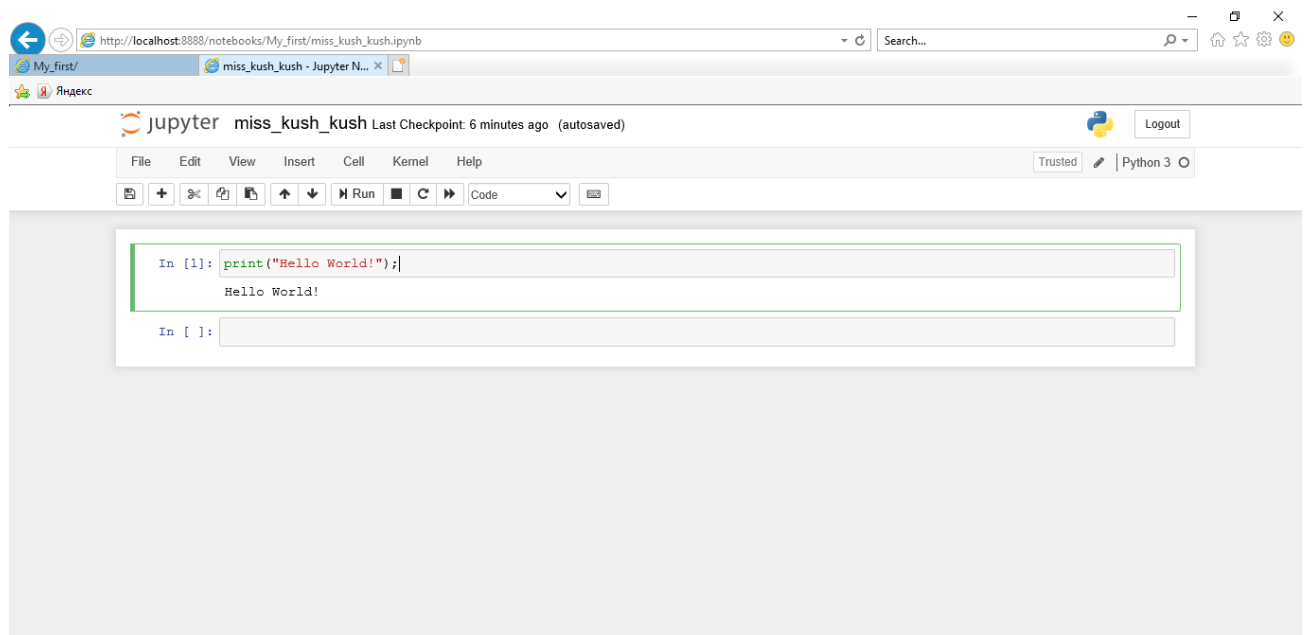 http://localhost:8888/notebooks/My_first/miss_kush_kush.ipynb Search...
My_first/ miss_kush_kush - Jupyter N...
Яндекс
Jupyter miss_kush_kush Last Checkpoint: 6 minutes ago (autosaved) Logout
File Edit View Insert Cell Kernel Help Trusted Python 3
Run Code
In [1]: print("Hello World!");
Hello World!
In [ ]: